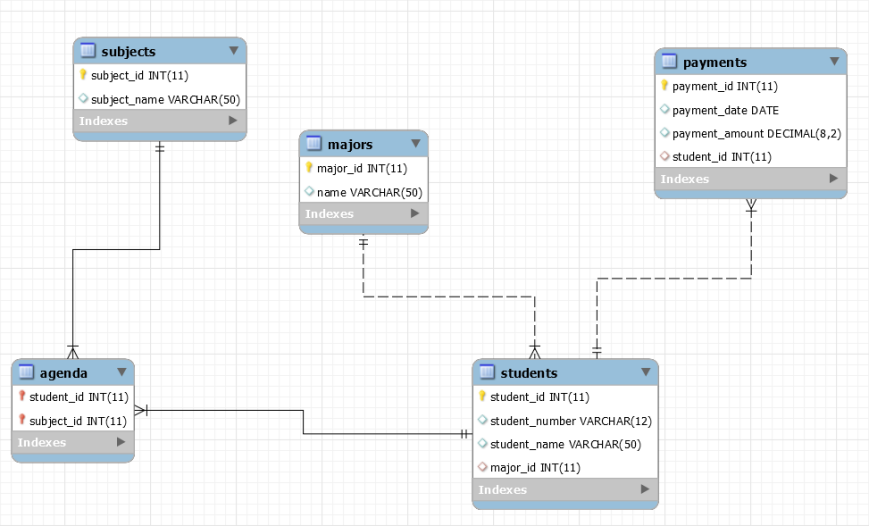 subjects
subject_id INT(11)
subject_name VARCHAR(50)
Indexes
majors
major_id INT(11)
name VARCHAR(50)
Indexes
payments
payment_id INT(11)
payment_date DATE
payment_amount DECIMAL(8,2)
student_id INT(11)
Indexes
agenda
student_id INT(11)
subject_id INT(11)
Indexes
students
student_id INT(11)
student_number VARCHAR(12)
student_name VARCHAR(50)
major_id INT(11)
Indexes